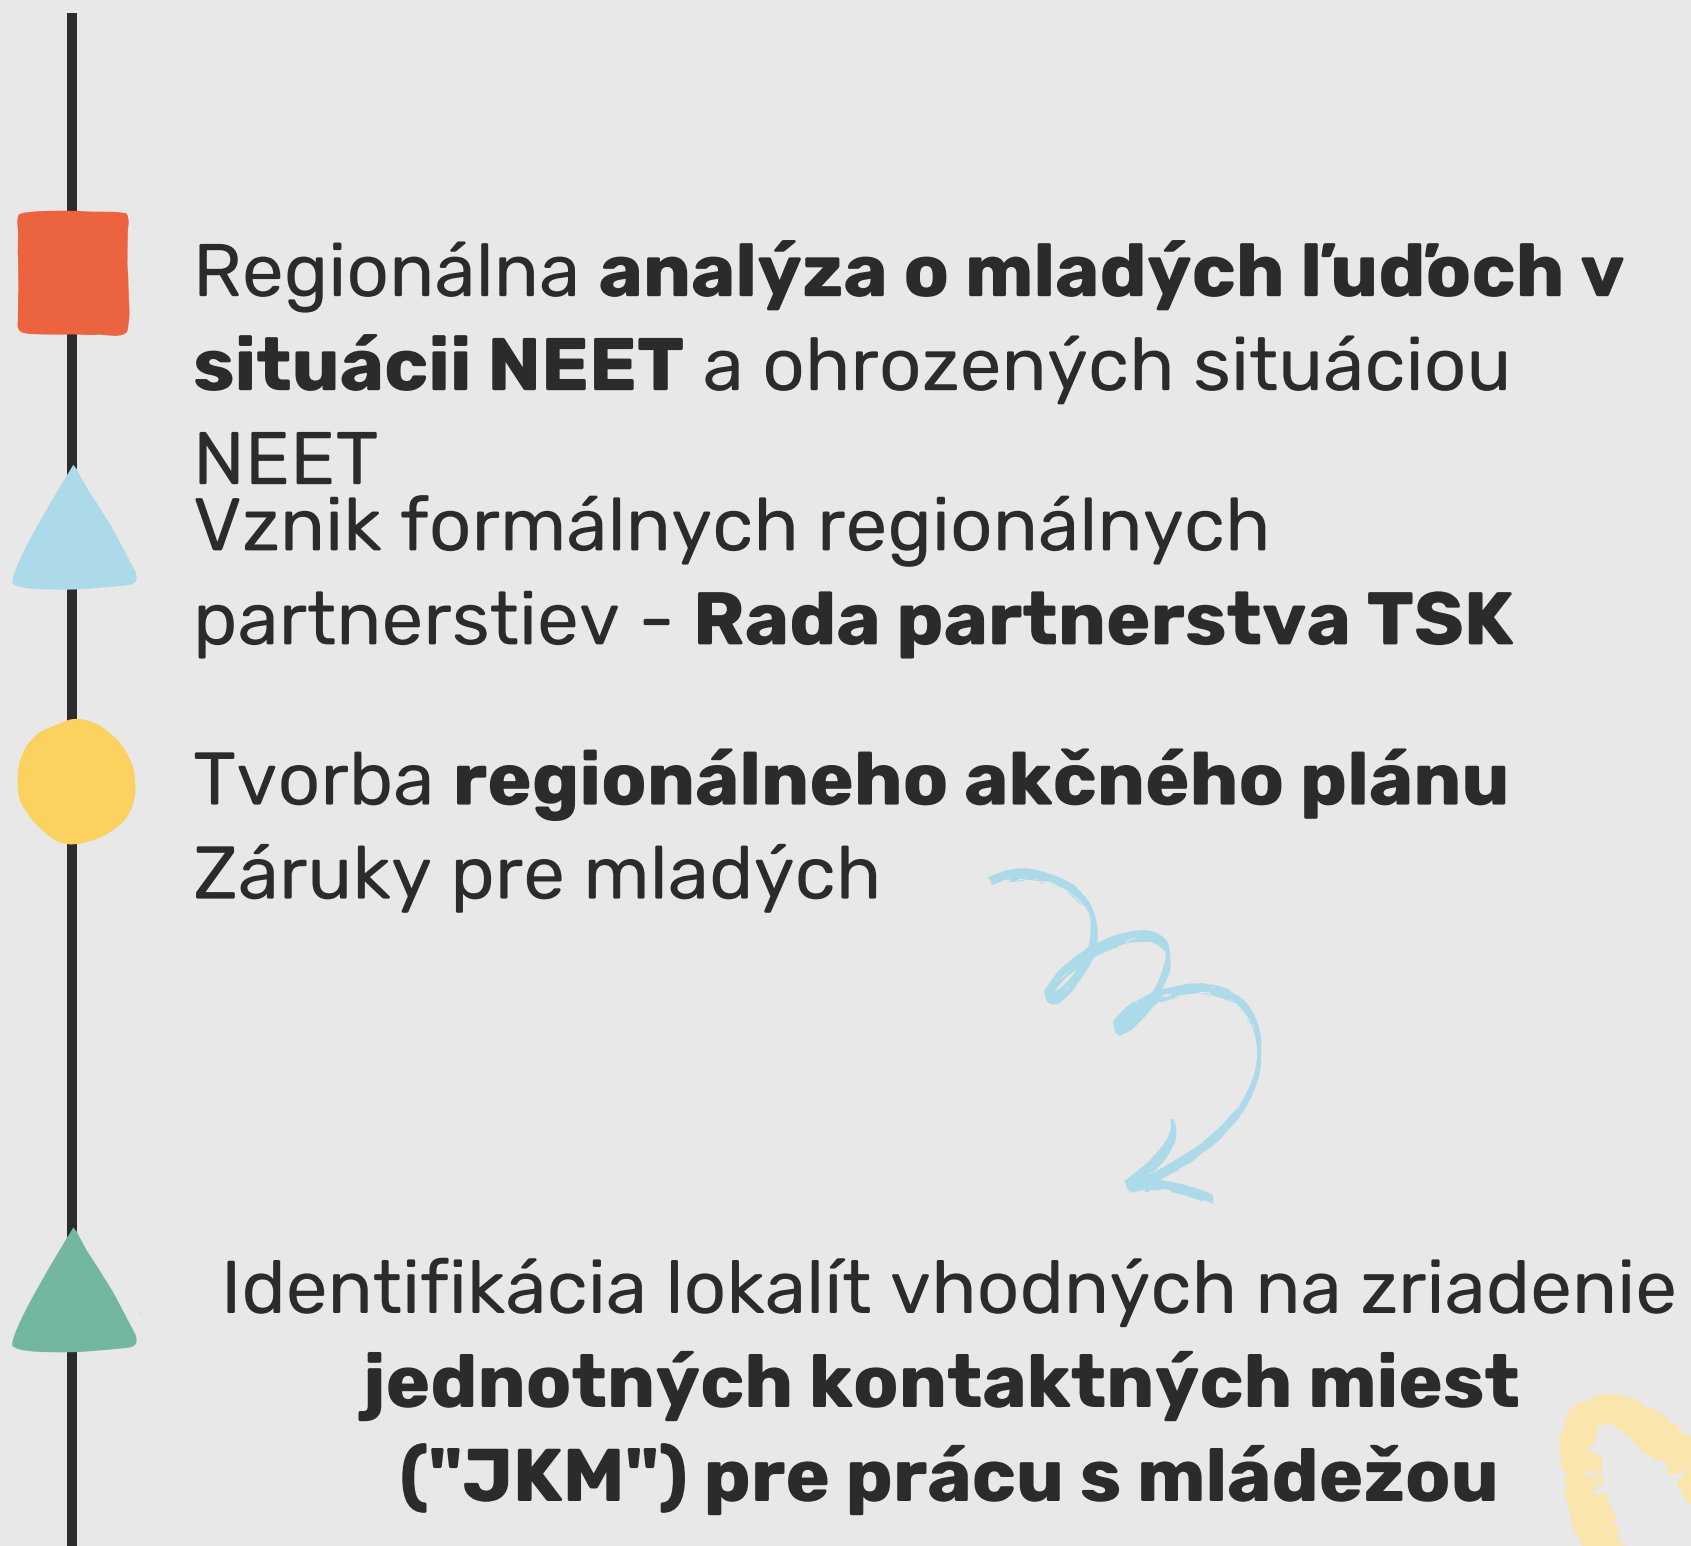 Regionálna analýza o mladých ľuďoch v
situácii NEET a ohrozených situáciou
NEET
Vznik formálnych regionálnych
partnerstiev - Rada partnerstva TSK
Tvorba regionálneho akčného plánu
Záruky pre mladých
Identifikácia lokalít vhodných na zriadenie
jednotných kontaktných miest
("JKM") pre prácu s mládežou